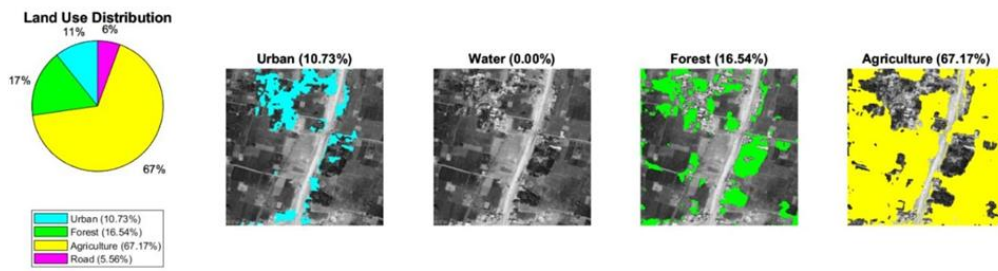 Land Use Distribution
11%
6%
17%
67%
Urban (10.73%)
Forest (16.54%)
Agriculture (67.17%)
Road (5.56%)
Urban (10.73%)
Water (0.00%)
Forest (16.54%)
Agriculture (67.17%)